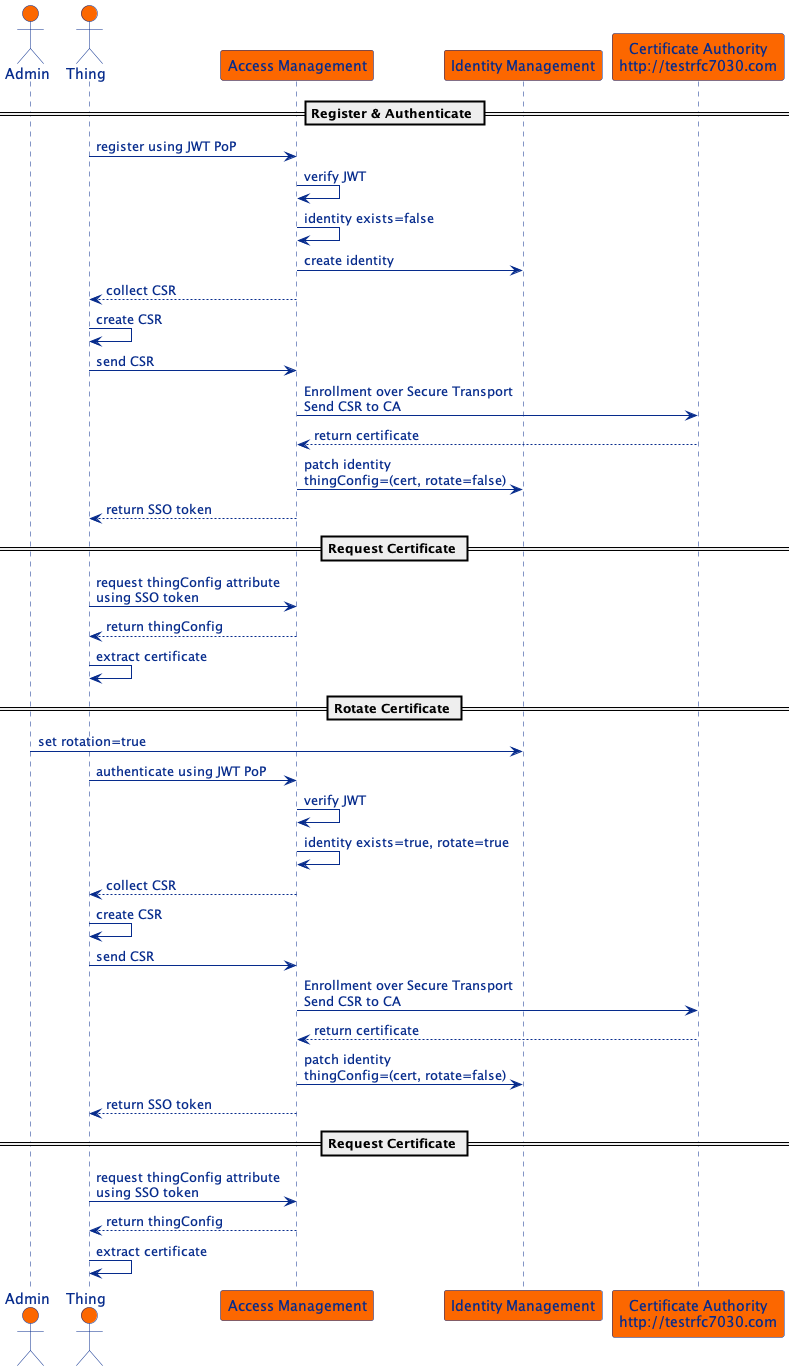 Admin
Thing
Access Management
Identity Management
Certificate Authority
http://testrfc7030.com
Register & Authenticate
register using JWT PoP
verify JWT
identity exists=false
create identity
collect CSR
create CSR
send CSR
Enrollment over Secure Transport
Send CSR to CA
return certificate
patch identity
thingConfig=(cert, rotate=false)
return SSO token
Request Certificate
request thingConfig attribute
using SSO token
return thingConfig
extract certificate
Rotate Certificate
set rotation=true
authenticate using JWT PoP
verify JWT
identity exists=true, rotate=true
collect CSR
create CSR
send CSR
Enrollment over Secure Transport
Send CSR to CA
return certificate
patch identity
thingConfig=(cert, rotate=false)
return SSO token
Request Certificate
request thingConfig attribute
using SSO token
return thingConfig
extract certificate
Admin
Thing
Access Management
Identity Management
Certificate Authority
http://testrfc7030.com